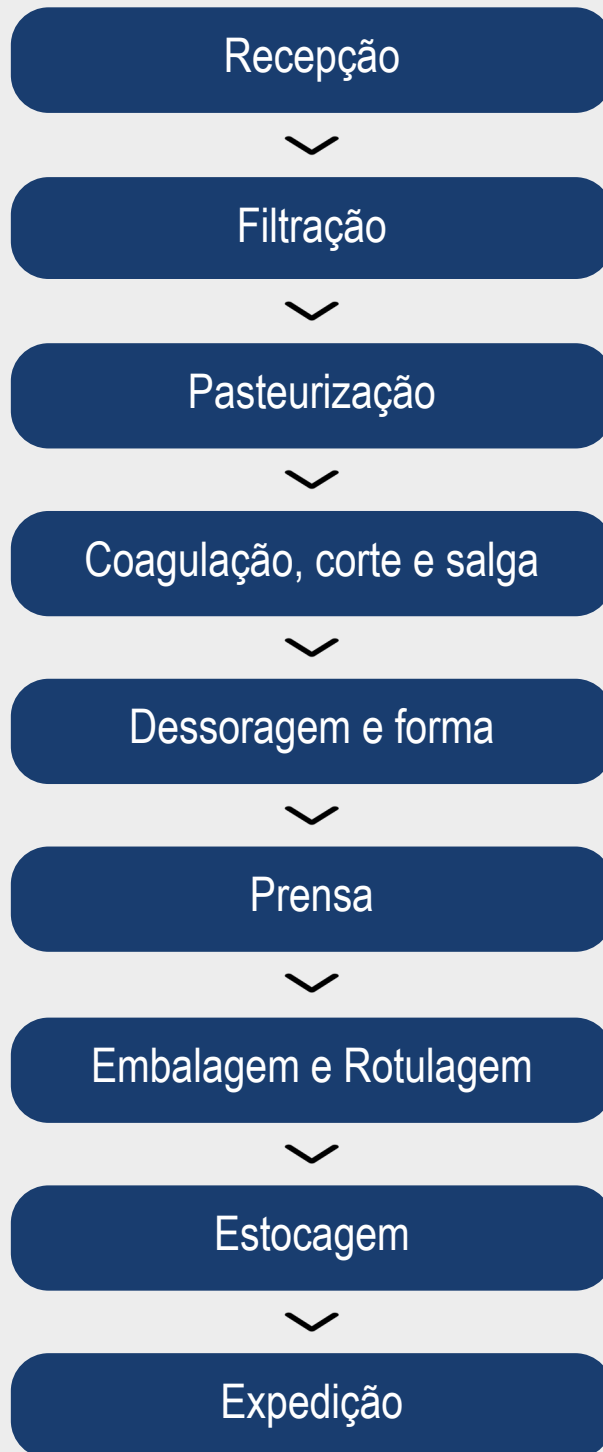 Recepção
Filtração
Pasteurização
Coagulação, corte e salga
Dessoragem e forma
Prensa
Embalagem e Rotulagem
Estocagem
Expedição